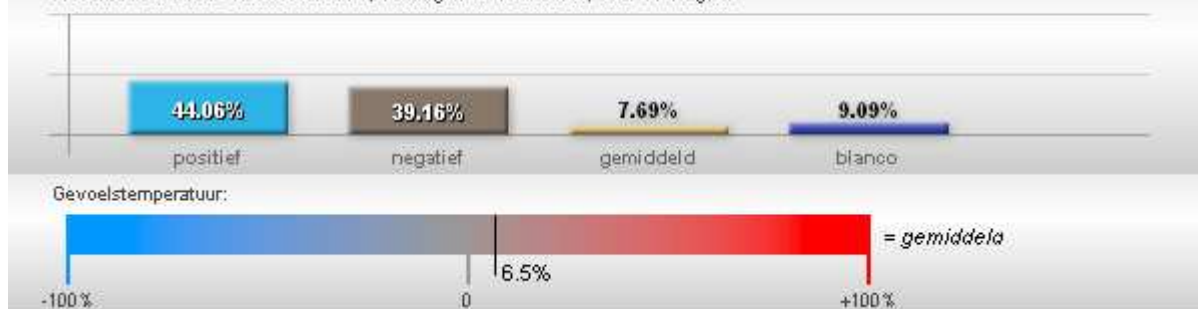 44.06% 39.16% 7.69% 9.09%
positief negatief gemiddeld blanco
Gevoelstemperatuur:
= gemiddeld
6.5%
-100% 0 +100%